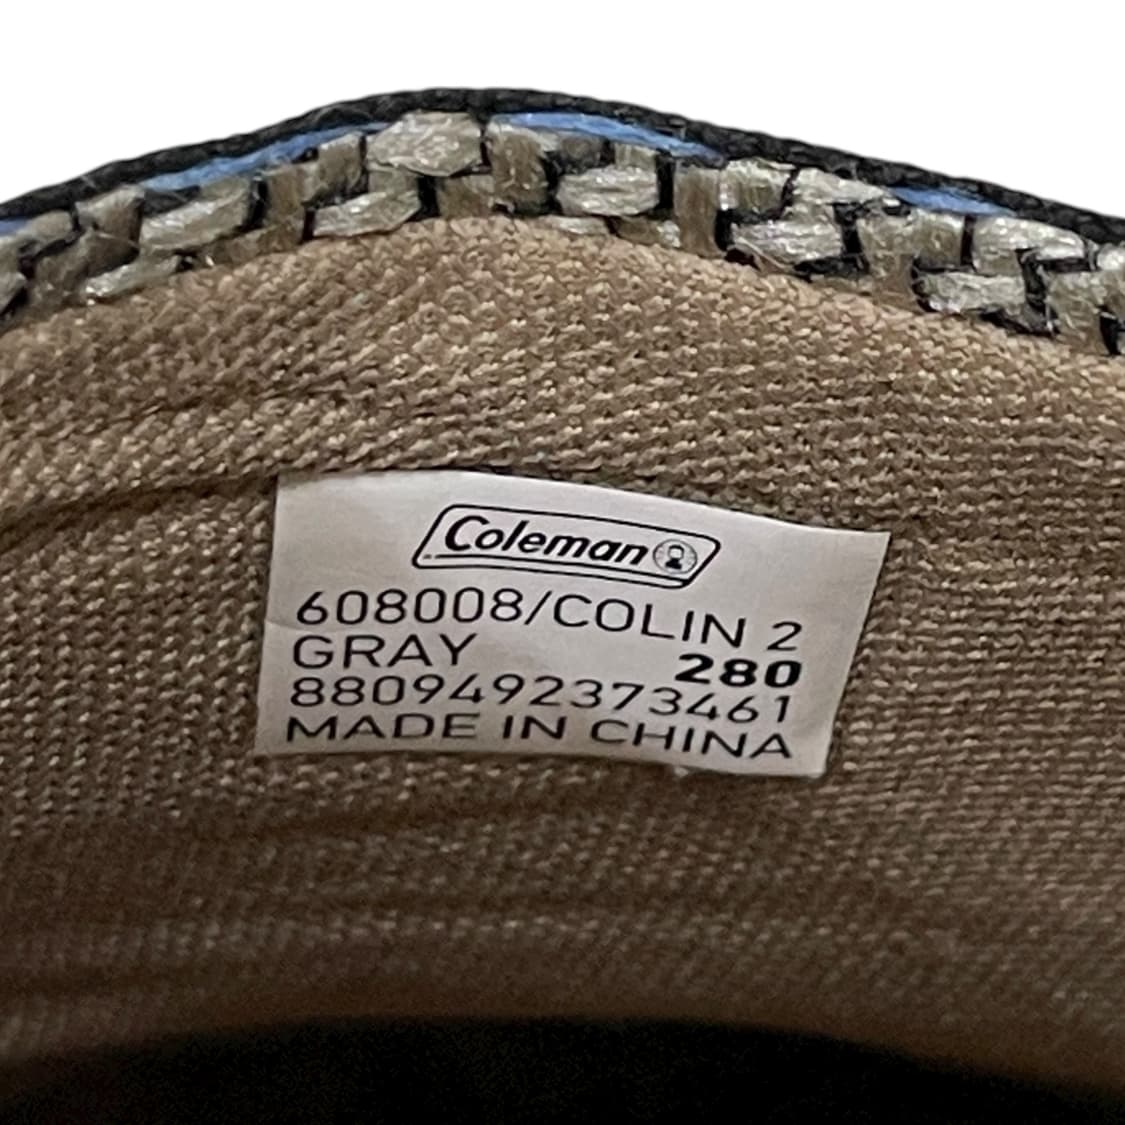 Coleman
608008/COLIN 2
GRAY 280
8809492373461
MADE IN CHINA